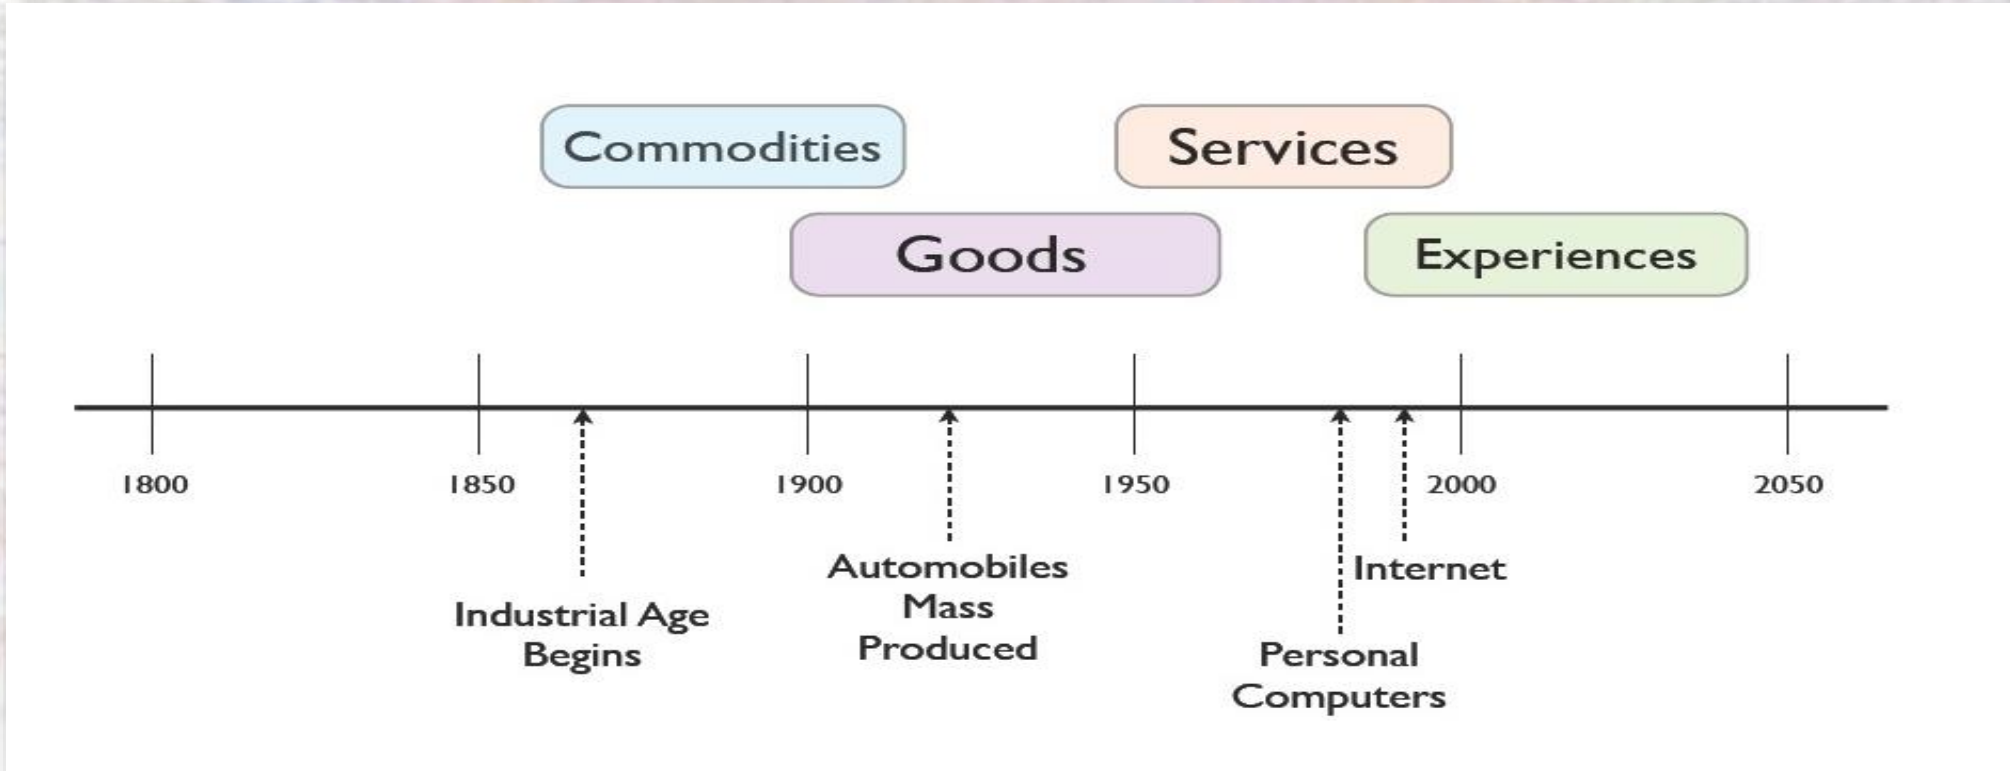 Commodities
Services
Goods
Experiences
1800
1850
1900
1950
2000
2050
Industrial Age
Begins
Automobiles
Mass
Produced
Internet
Personal
Computers